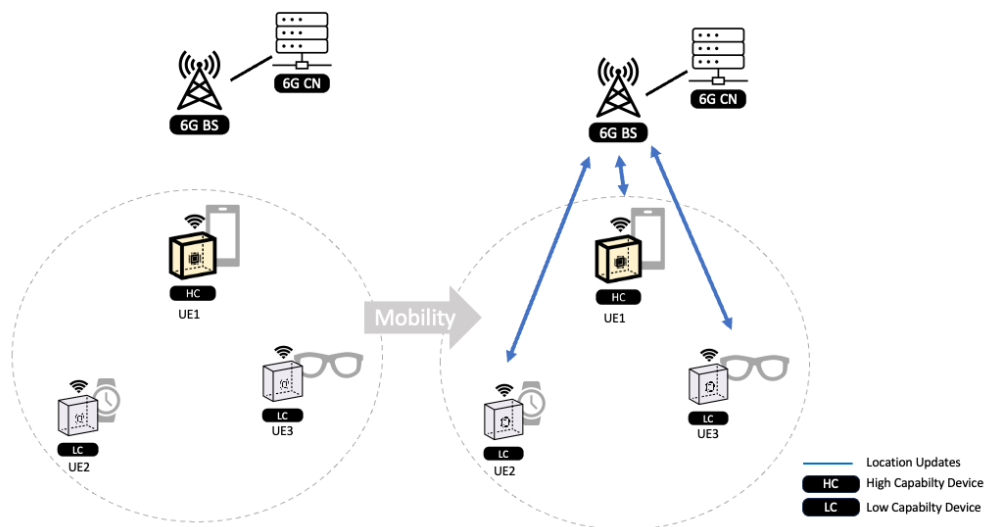 6G CN
6G BS
6G CN
6G BS
HC
UE1
HC
UE1
Mobility
LC
UE3
LC
UE2
LC
UE3
LC
UE2
Location Updates
HC High Capabilty Device
LC Low Capabilty Device